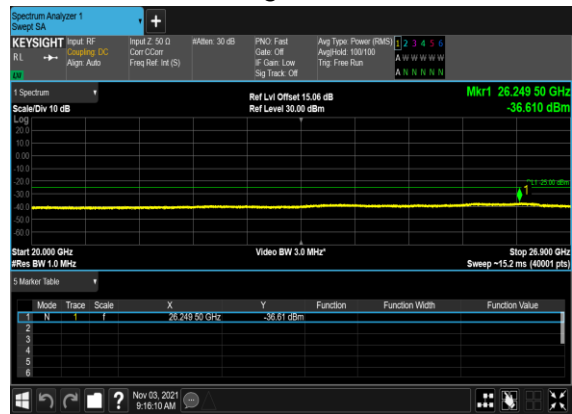 Spectrum Analyzer 1
Swept SA
+
KEYSIGHT Input: RF Input Z: 50 Ω #Atten: 30 dB PNO: Fast Avg Type: Power (RMS) 1 2 3 4 5 6
RL Coupling: DC Corr CCorr Gate: Off Avg|Hold: 100/100 A W W W W W
Align: Auto Freq Ref: Int (S) IF Gain: Low Trig: Free Run
Sig Track: Off A N N N N N
1 Spectrum Ref Lvl Offset 15.06 dB Mkr1 26.249 50 GHz
Scale/Div 10 dB Ref Level 30.00 dBm -36.610 dBm
Log
20.0
10.0
0.00
-10.0
-20.0
DL1 -25.00 dBm
1
-30.0
-40.0
-50.0
-60.0
Start 20.000 GHz Video BW 3.0 MHz* Stop 26.900 GHz
#Res BW 1.0 MHz Sweep ~15.2 ms (40001 pts)
5 Marker Table
Mode Trace Scale X Y Function Function Width Function Value
1 N 1 f 26.249 50 GHz -36.61 dBm
2
3
4
5
6
? Nov 03, 2021
9:16:10 AM